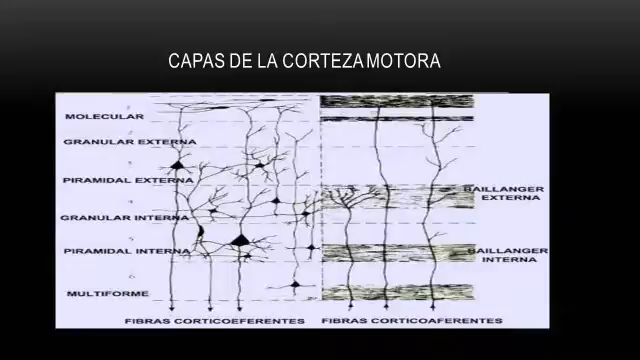 CAPAS DE LA CORTEZA MOTORA
MOLECULAR
GRANULAR EXTERNA
PIRAMIDAL EXTERNA
BAILLANGER
EXTERNA
GRANULAR INTERNA
PIRAMIDAL INTERNA
BAILLANGER
INTERNA
MULTIFORME
FIBRAS CORTICOEFERENTES
FIBRAS CORTICOAFERENTES